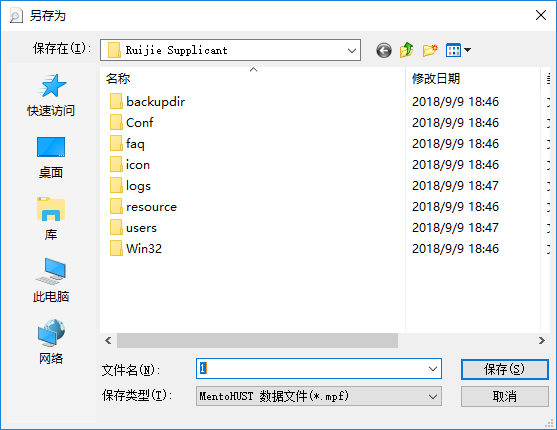 另存为
保存在(I):
Ruijie Supplicant
快速访问
桌面
库
此电脑
网络
名称 修改日期
backupdir 2018/9/9 18:46
Conf 2018/9/9 18:46
faq 2018/9/9 18:46
icon 2018/9/9 18:46
logs 2018/9/9 18:47
resource 2018/9/9 18:46
users 2018/9/9 18:47
Win32 2018/9/9 18:46
文件名(N): 1 保存(S)
保存类型(T): MentoHUST 数据文件(*.mpf) 取消